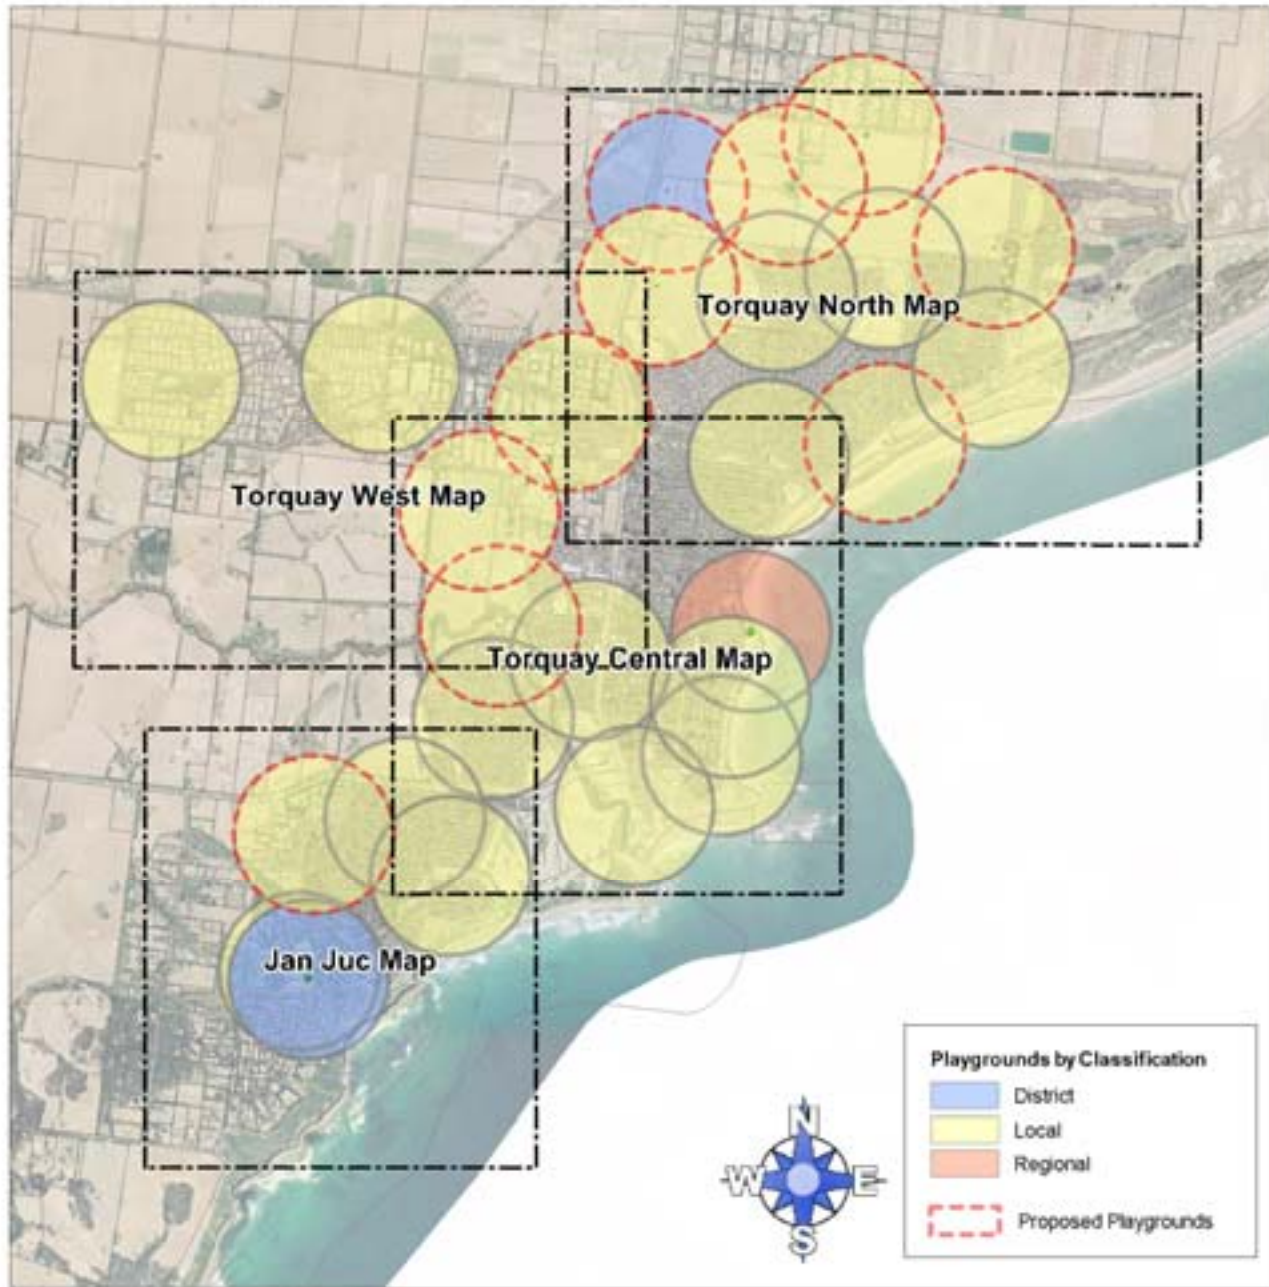 Torquay North Map
Torquay West Map
Torquay Central Map
Jan Juc Map
Playgrounds by Classification
District
Local
Regional
Proposed Playgrounds
N
W E
S